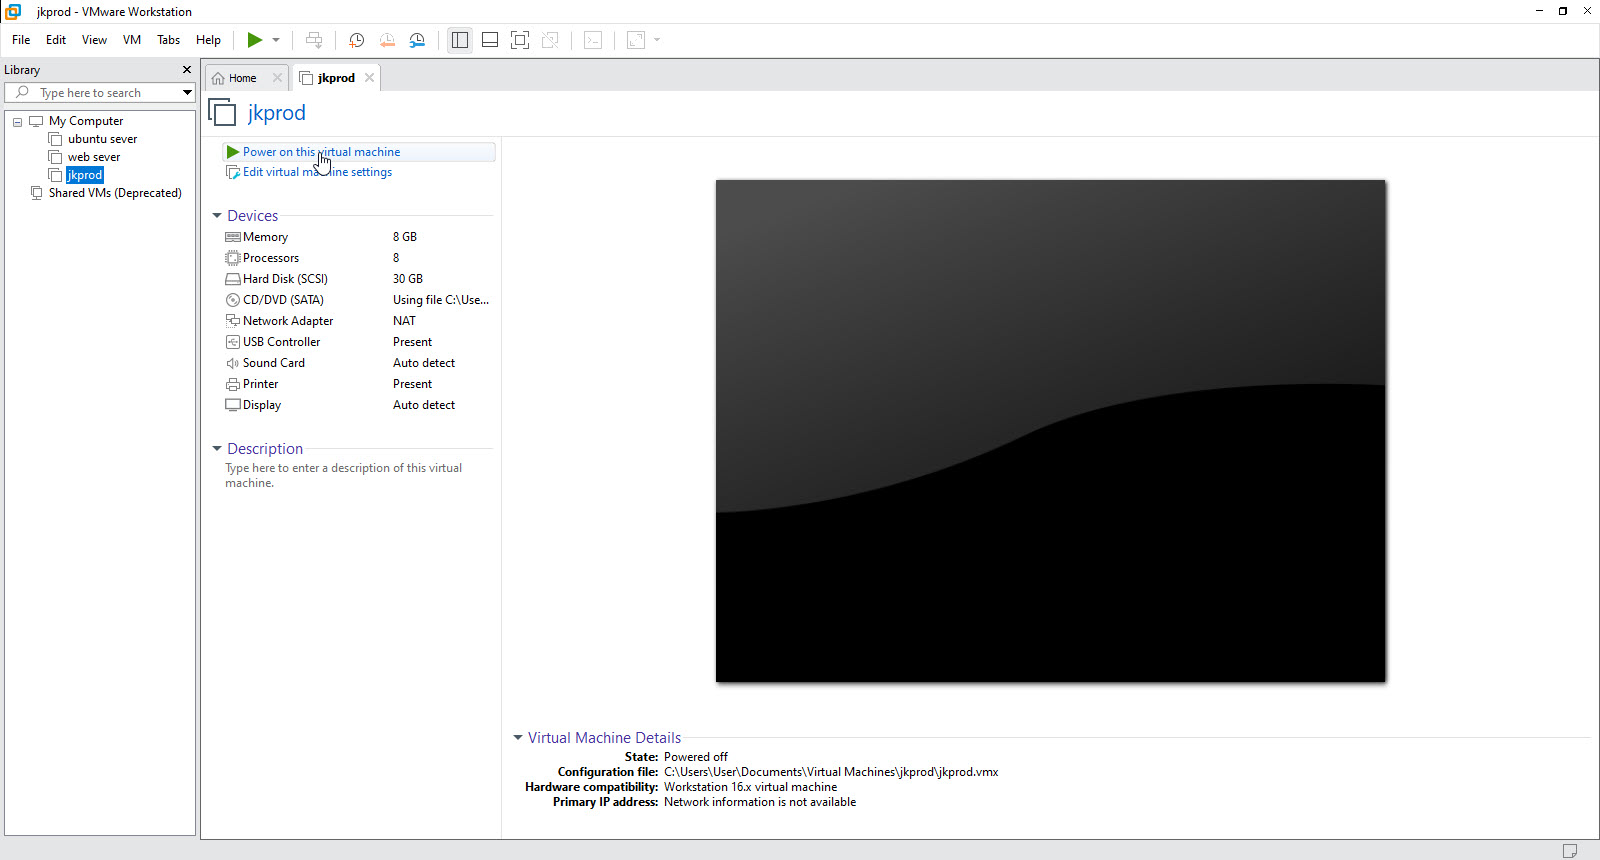 jkprod - VMware Workstation
File Edit View VM Tabs Help
Library
Type here to search
My Computer
ubuntu sever
web sever
jkprod
Shared VMs (Deprecated)
Home
jkprod
jkprod
Power on this virtual machine
Edit virtual machine settings
Devices
Memory 8 GB
Processors 8
Hard Disk (SCSI) 30 GB
CD/DVD (SATA) Using file C:\Use...
Network Adapter NAT
USB Controller Present
Sound Card Auto detect
Printer Present
Display Auto detect
Description
Type here to enter a description of this virtual
machine.
Virtual Machine Details
State: Powered off
Configuration file: C:\Users\User\Documents\Virtual Machines\jkprod\jkprod.vmx
Hardware compatibility: Workstation 16.x virtual machine
Primary IP address: Network information is not available